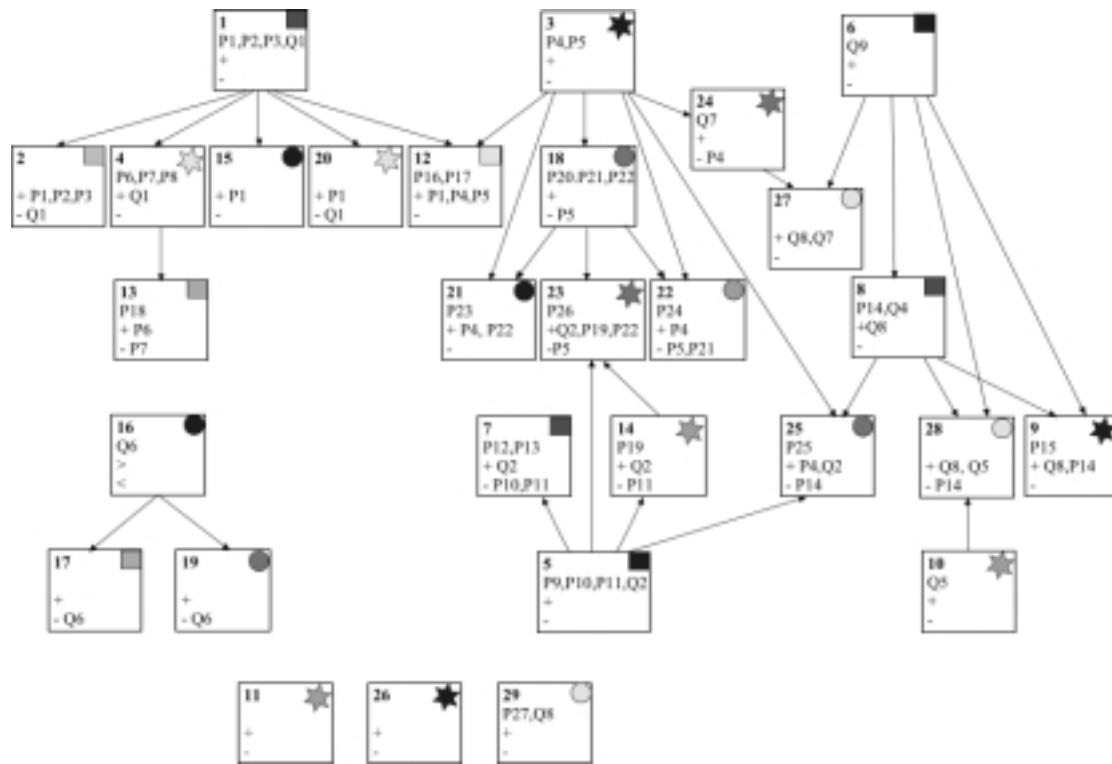 1
P1,P2,P3,Q1
+
-
3
P4,P5
+
-
6
Q9
+
-
24
Q7
+
- P4
2
+ P1,P2,P3
- Q1
4
P6,P7,P8
+ Q1
-
15
+ P1
-
20
+ P1
- Q1
12
P16,P17
+ P1,P4,P5
-
18
P20.P21,P22
+
- P5
27
+ Q8,Q7
-
13
P18
+ P6
- P7
21
P23
+ P4, P22
-
23
P26
+Q2,P19,P22
-P5
22
P24
+ P4
- P5,P21
8
P14,Q4
+Q8
-
16
Q6
>
<
7
P12,P13
+ Q2
- P10,P11
14
P19
+ Q2
- P11
25
P25
+ P4,Q2
- P14
28
+ Q8, Q5
- P14
9
P15
+ Q8,P14
-
17
+
- Q6
19
+
- Q6
5
P9,P10,P11,Q2
+
-
10
Q5
+
-
11
+
-
26
+
-
29
P27,Q8
+
-